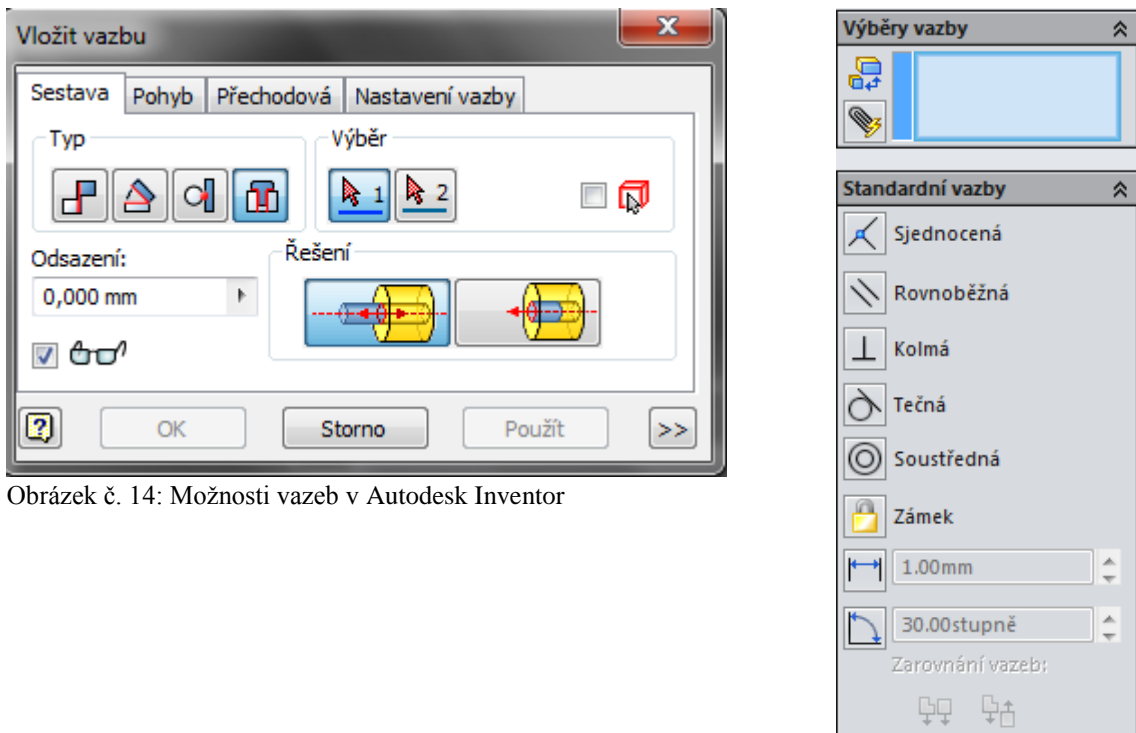 Vložit vazbu
Sestava Pohyb Přechodová Nastavení vazby
Typ
Výběr
1 2
Odsazení:
0,000 mm
Řešení
OK Storno Použít >>
Obrázek č. 14: Možnosti vazeb v Autodesk Inventor
Výběry vazby
Standardní vazby
Sjednocená
Rovnoběžná
Kolmá
Tečná
Soustředná
Zámek
1.00mm
30.00stupně
Zarovnání vazeb: